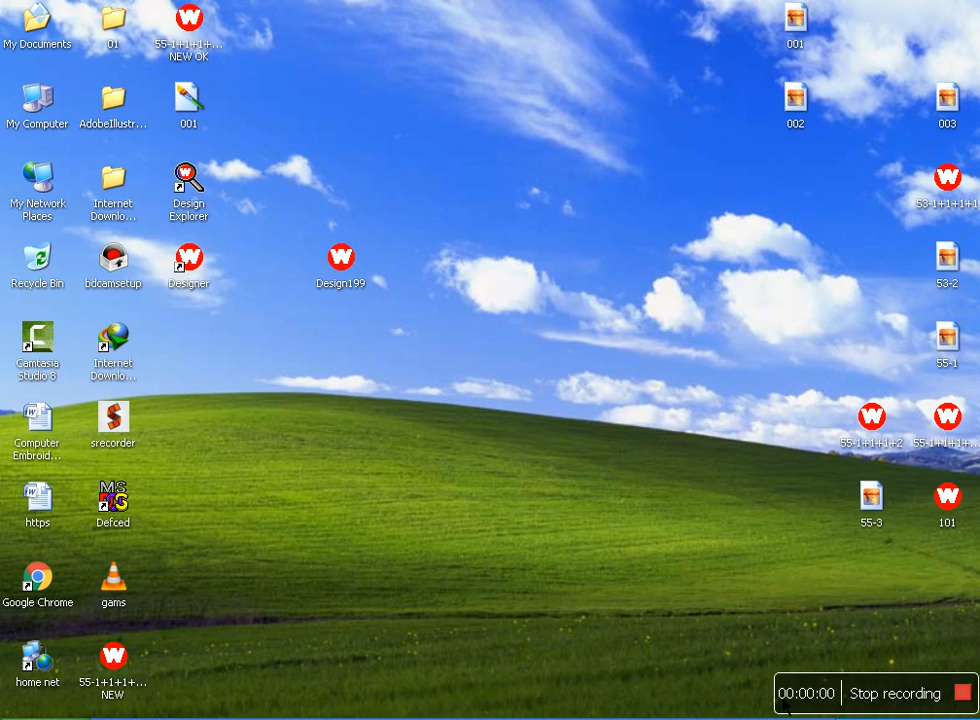 My Documents
01
55-1+1+1+...
NEW OK
001
My Computer
AdobeIllustr...
001
002
003
My Network
Places
Internet
Downlo...
Design
Explorer
53-1+1+1+1
Recycle Bin
bdcamsetup
Designer
Design199
53-2
Camtasia
Studio 8
Internet
Downlo...
55-1
Computer
Embroid...
srecorder
55-1+1+1+2
55-1+1+1+...
https
MS
Defced
55-3
101
Google Chrome
gams
home net
55-1+1+1+...
NEW
00:00:00
Stop recording